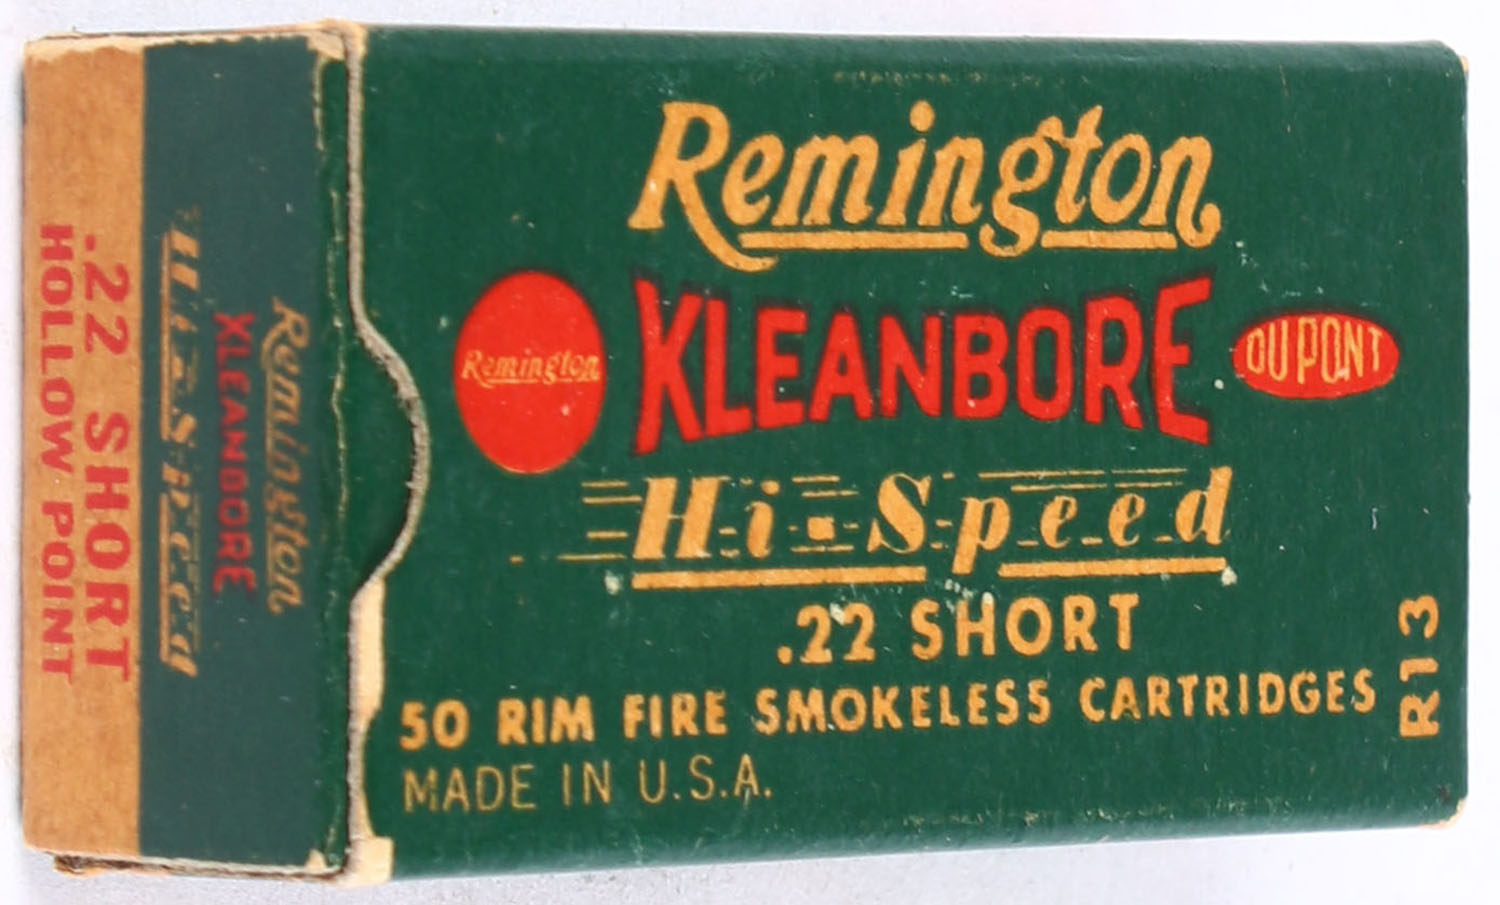 Remington
KLEANBORE
Remington
DUPONT
Hi-Speed
.22 SHORT
50 RIM FIRE SMOKELESS CARTRIDGES
MADE IN U.S.A.
R13
Remington
KLEANBORE
Hi-Speed
.22 SHORT
HOLLOW POINT